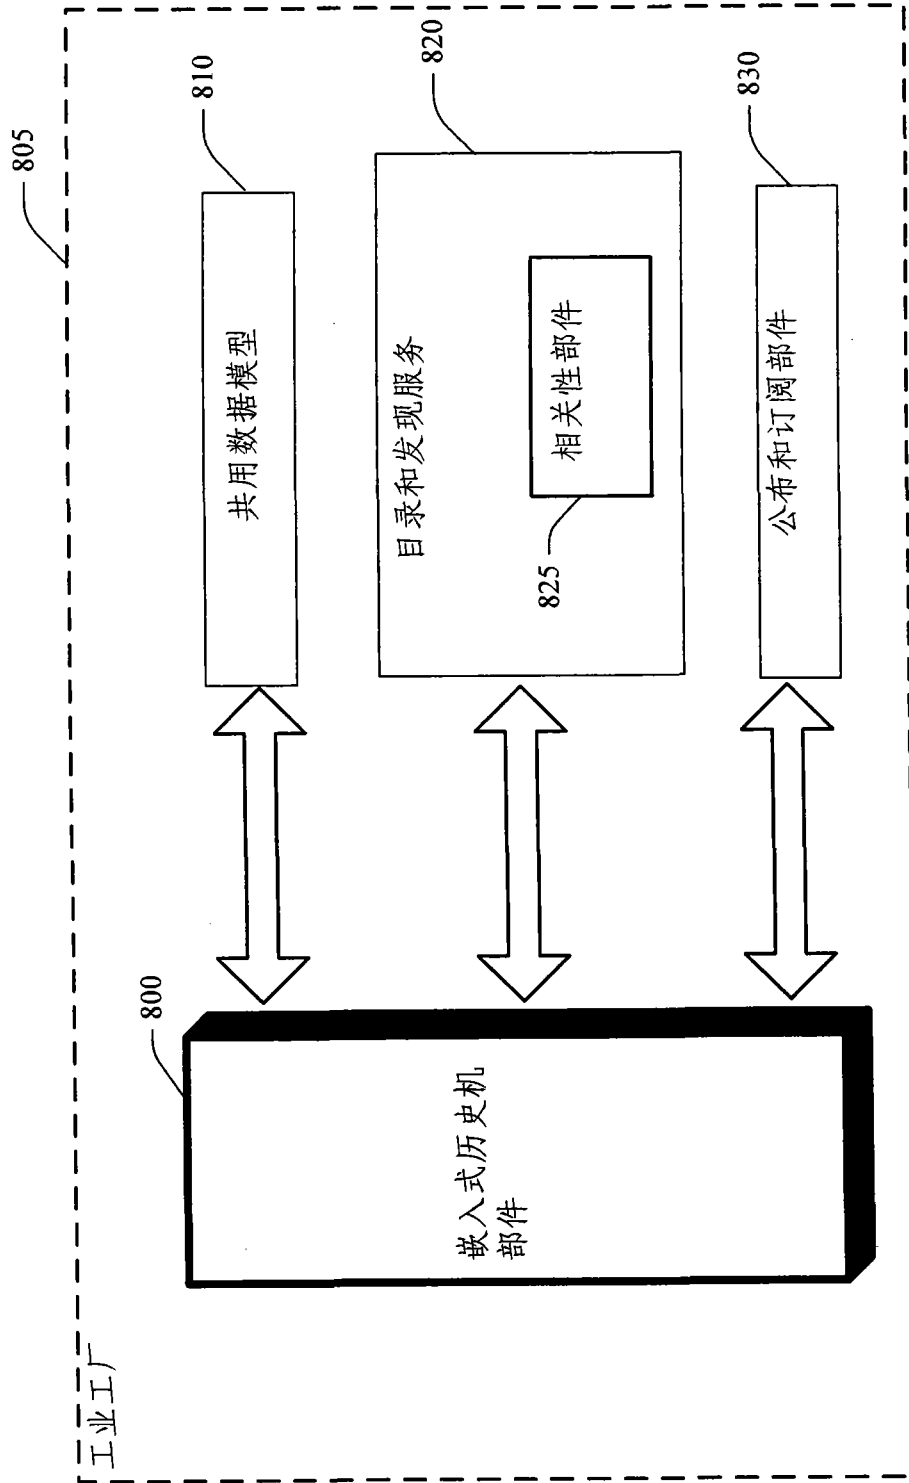 工业工厂
805
800
嵌入式历史机
部件
共用数据模型
810
目录和发现服务
820
相关性部件
825
公布和订阅部件
830